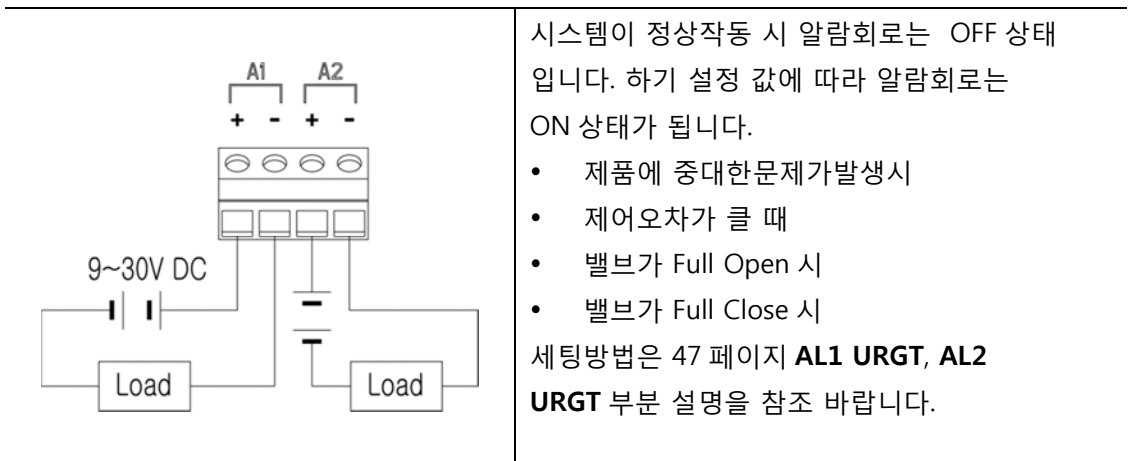 A1 A2
+ - + -
9~30V DC
Load Load
시스템이 정상작동 시 알람회로는 OFF 상태
입니다. 하기 설정 값에 따라 알람회로는
ON 상태가 됩니다.
• 제품에 중대한문제가발생시
• 제어오차가 클 때
• 밸브가 Full Open 시
• 밸브가 Full Close 시
세팅방법은 47 페이지 AL1 URGT, AL2
URGT 부분 설명을 참조 바랍니다.